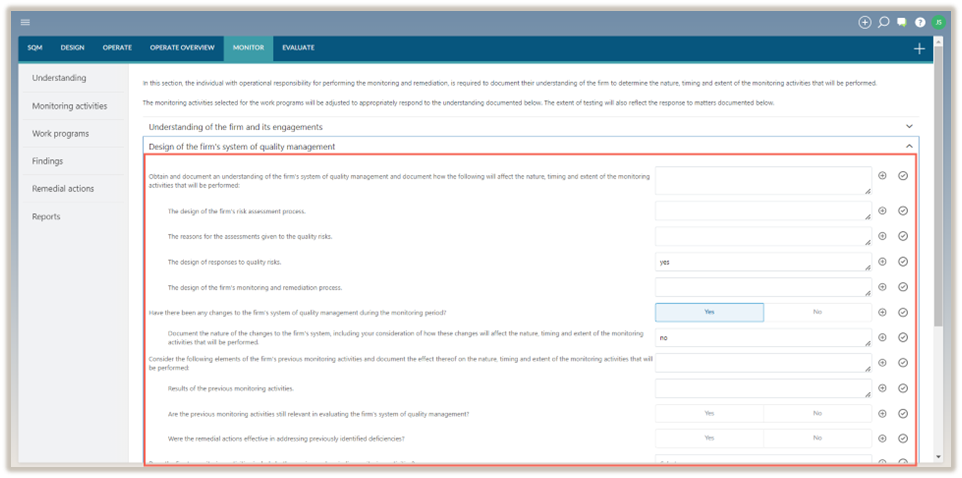 JS
SQM DESIGN OPERATE OPERATE OVERVIEW MONITOR EVALUATE
Understanding
Monitoring activities
Work programs
Findings
Remedial actions
Reports
In this section, the individual with operational responsibility for performing the monitoring and remediation, is required to document their understanding of the firm to determine the nature, timing and extent of the monitoring activities that will be performed.
The monitoring activities selected for the work programs will be adjusted to appropriately respond to the understanding documented below. The extent of testing will also reflect the response to matters documented below.
Understanding of the firm and its engagements
Design of the firm's system of quality management
Obtain and document an understanding of the firm's system of quality management and document how the following will affect the nature, timing and extent of the monitoring
activities that will be performed:
The design of the firm's risk assessment process.
The reasons for the assessments given to the quality risks.
The design of responses to quality risks. yes
The design of the firm's monitoring and remediation process.
Have there been any changes to the firm's system of quality management during the monitoring period? Yes No
Document the nature of the changes to the firm's system, including your consideration of how these changes will affect the nature, timing and extent of the monitoring
activities that will be performed. no
Consider the following elements of the firm's previous monitoring activities and document the effect thereof on the nature, timing and extent of the monitoring activities that will
be performed:
Results of the previous monitoring activities.
Are the previous monitoring activities still relevant in evaluating the firm's system of quality management? Yes No
Were the remedial actions effective in addressing previously identified deficiencies? Yes No